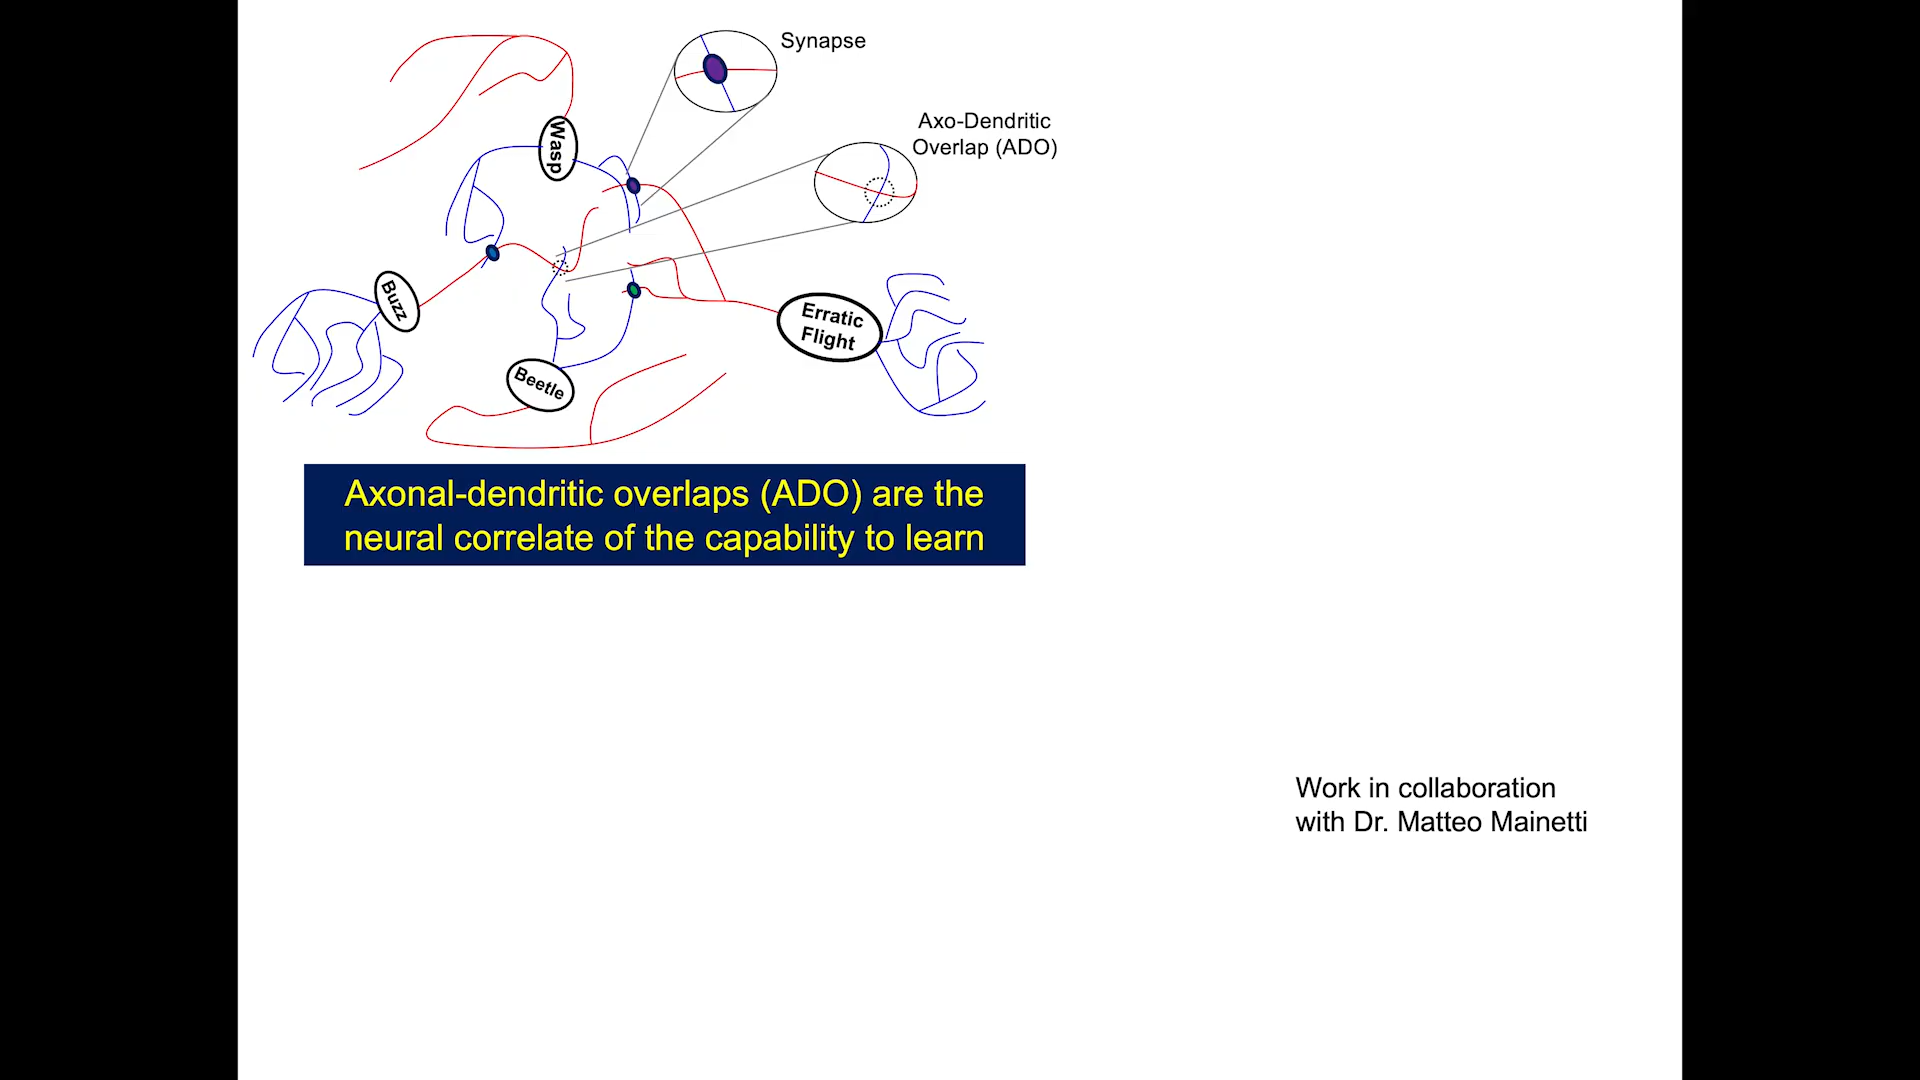 Synapse
Axo-Dendritic
Overlap (ADO)
Wasp
Buzz
Erratic
Flight
Beetle
Axonal-dendritic overlaps (ADO) are the
neural correlate of the capability to learn
Work in collaboration
with Dr. Matteo Mainetti